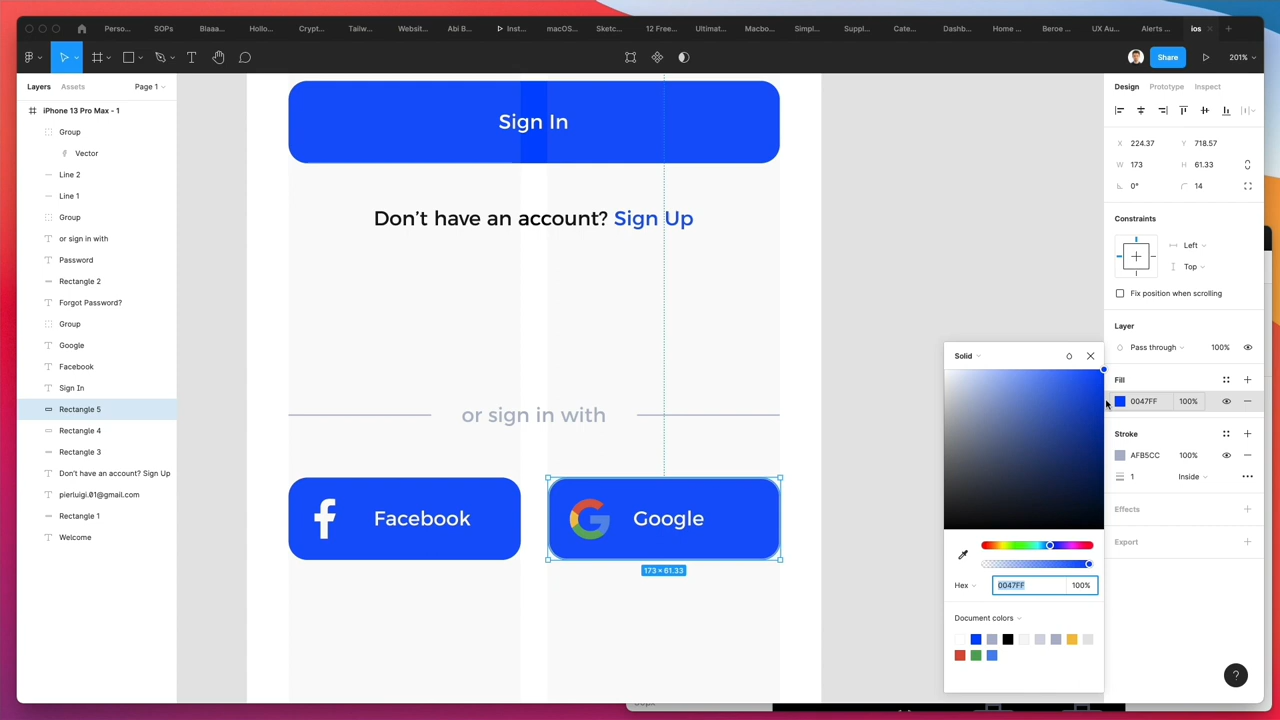 Perso... SOPs Blaaa... Hollo... Crypt... Tailw... Websit... Abi B... Inst... macOS... Sketc... 12 Free... Ultimat... Macbo... Simian... Suppl... Cate... Dashb... Home ... Beroe ... UX Au... Alerts ... ios
Share 201%
Layers Assets Page 1
iPhone 13 Pro Max - 1
Group
Vector
Line 2
Line 1
Group
or sign in with
Password
Rectangle 2
Forgot Password?
Group
Google
Facebook
Sign In
Rectangle 5
Rectangle 4
Rectangle 3
Don't have an account? Sign Up
pierluigi.01@gmail.com
Rectangle 1
Welcome
Sign In
Don't have an account? Sign Up
or sign in with
Facebook
Google
173 × 61.33
Solid
Hex 0047FF 100%
Document colors
Design Prototype Inspect
X 224.37 Y 718.57
W 173 H 61.33
0° 14
Constraints
Left
Top
Fix position when scrolling
Layer
Pass through 100%
Fill
0047FF 100%
Stroke
AFB5CC 100%
1 Inside
Effects
Export
?